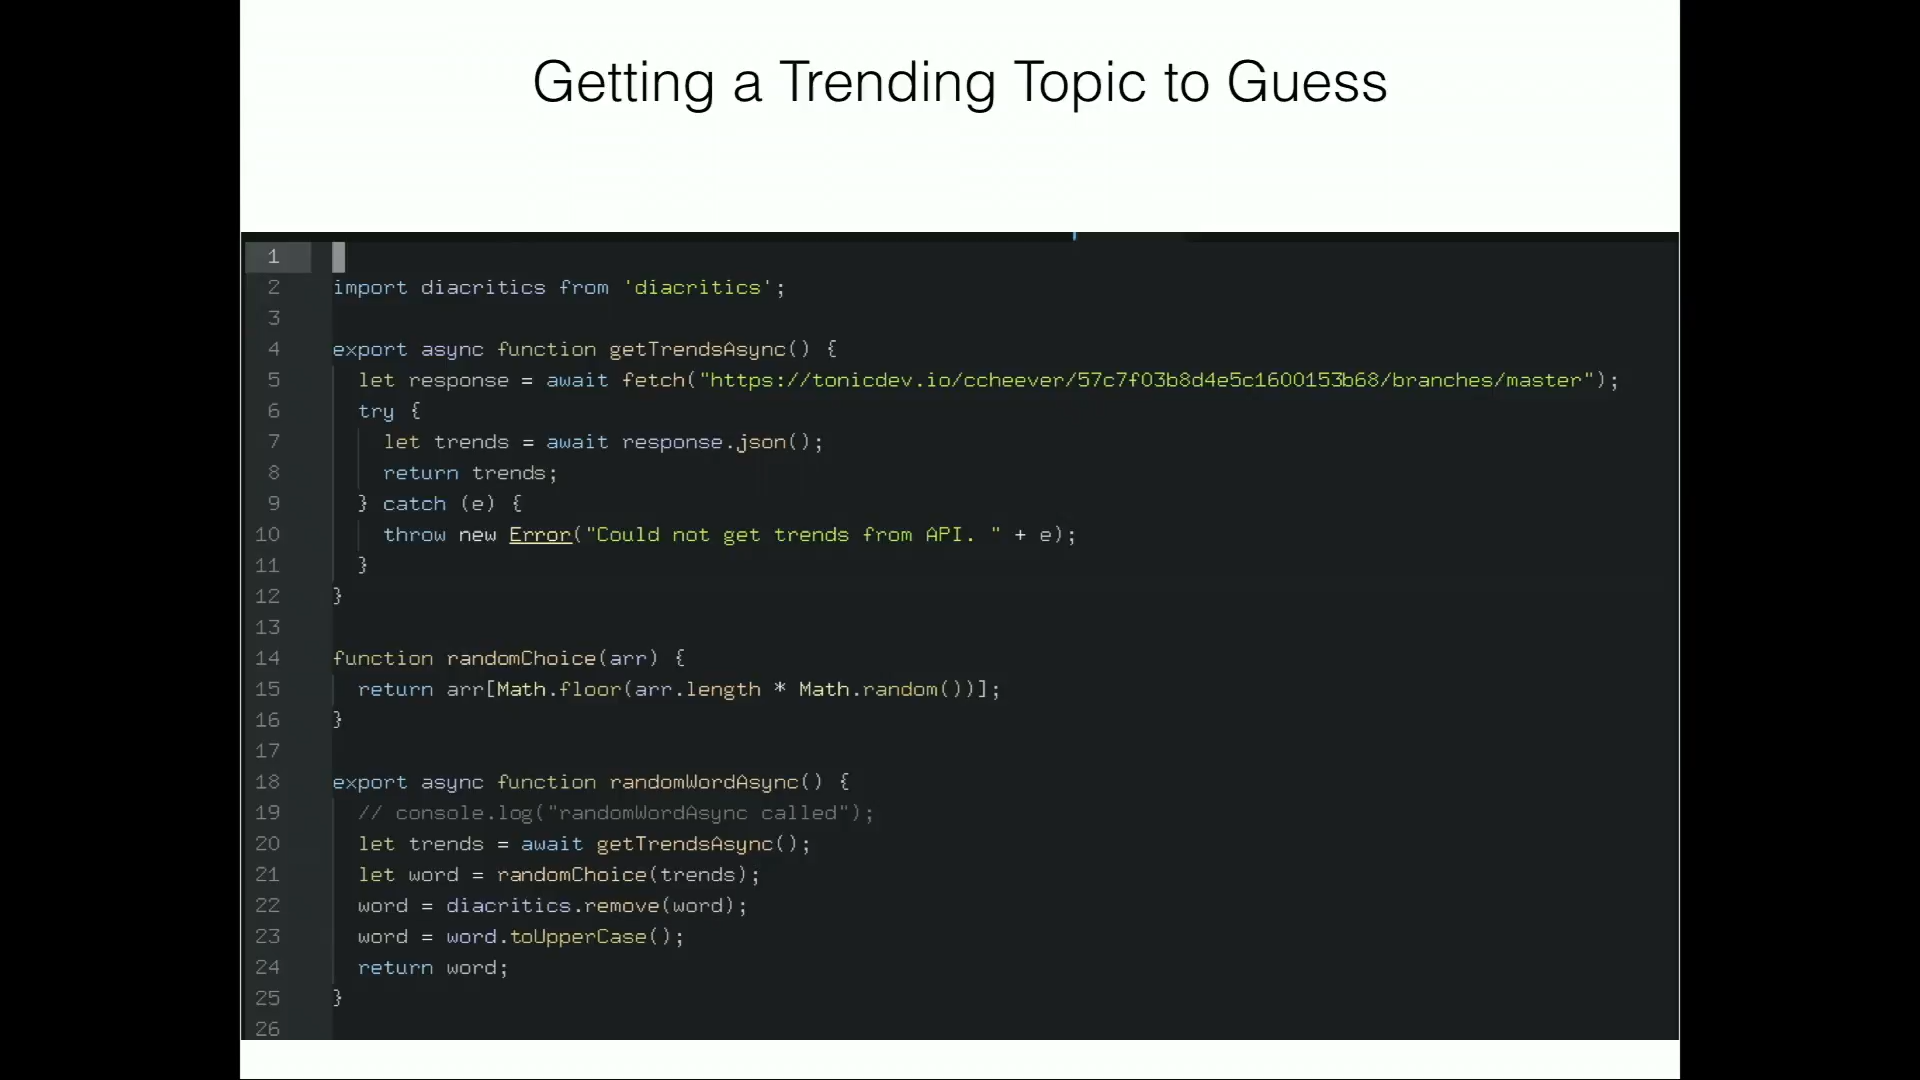 Getting a Trending Topic to Guess
1
2 import diacritics from 'diacritics';
3
4 export async function getTrendsAsync() {
5 let response = await fetch("https://tonicdev.io/ccheever/57c7f03b8d4e5c1600153b68/branches/master");
6 try {
7 let trends = await response.json();
8 return trends;
9 } catch (e) {
10 throw new Error("Could not get trends from API. " + e);
11 }
12 }
13
14 function randomChoice(arr) {
15 return arr[Math.floor(arr.length * Math.random())];
16 }
17
18 export async function randomWordAsync() {
19 // console.log("randomWordAsync called");
20 let trends = await getTrendsAsync();
21 let word = randomChoice(trends);
22 word = diacritics.remove(word);
23 word = word.toUpperCase();
24 return word;
25 }
26